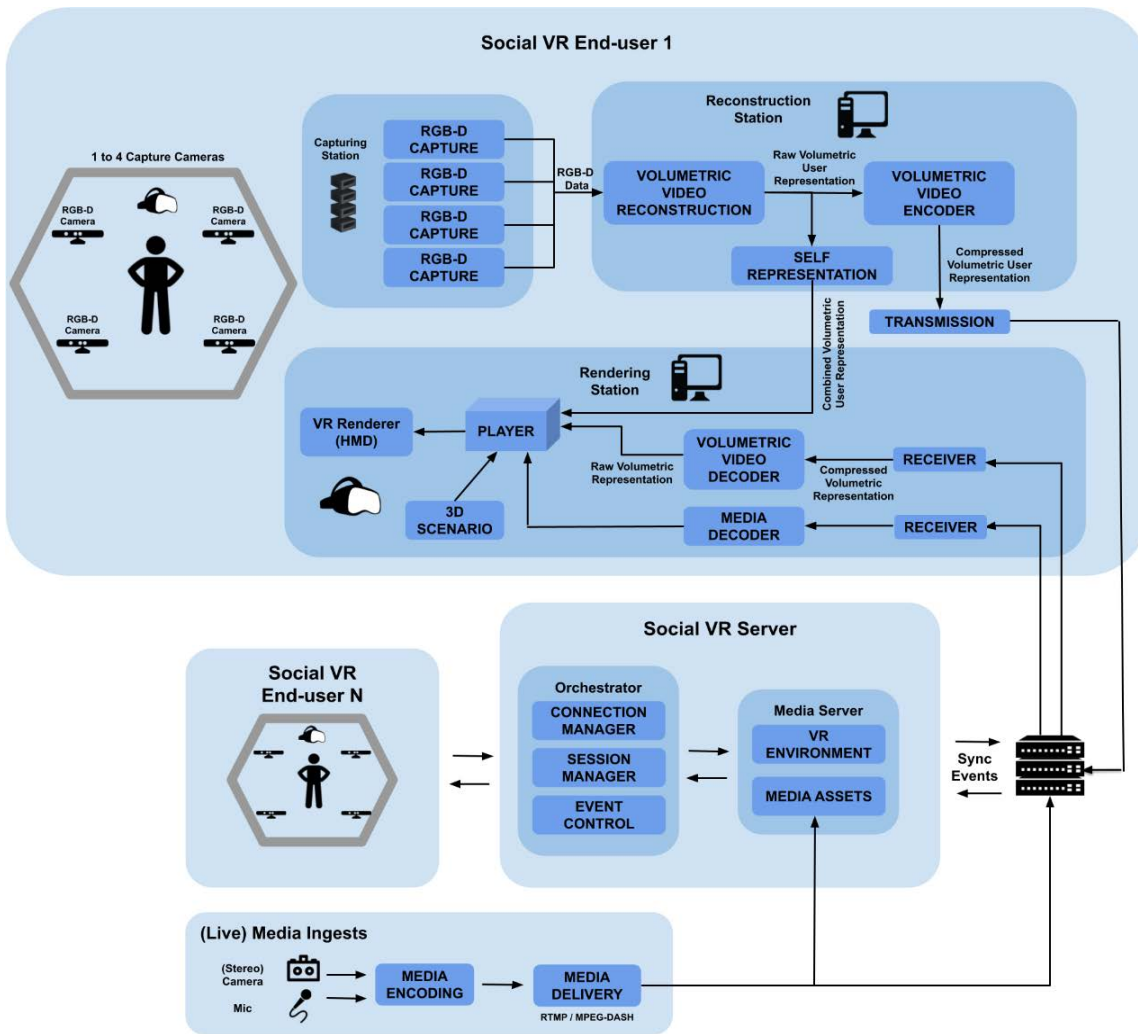 Social VR End-user 1
1 to 4 Capture Cameras
RGB-D
Camera
RGB-D
Camera
RGB-D
Camera
RGB-D
Camera
Capturing
Station
RGB-D
CAPTURE
RGB-D
CAPTURE
RGB-D
CAPTURE
RGB-D
CAPTURE
RGB-D
Data
Reconstruction
Station
VOLUMETRIC
VIDEO
RECONSTRUCTION
Raw Volumetric
User
Representation
VOLUMETRIC
VIDEO
ENCODER
SELF
REPRESENTATION
Compressed
Volumetric User
Representation
TRANSMISSION
Combined Volumetric
User Representation
Rendering
Station
VR Renderer
(HMD)
PLAYER
3D
SCENARIO
Raw Volumetric
Representation
VOLUMETRIC
VIDEO
DECODER
Compressed
Volumetric
Representation
RECEIVER
MEDIA
DECODER
RECEIVER
Social VR
End-user N
Social VR Server
Orchestrator
CONNECTION
MANAGER
SESSION
MANAGER
EVENT
CONTROL
Media Server
VR
ENVIRONMENT
MEDIA ASSETS
Sync
Events
(Live) Media Ingests
(Stereo)
Camera
Mic
MEDIA
ENCODING
MEDIA
DELIVERY
RTMP / MPEG-DASH